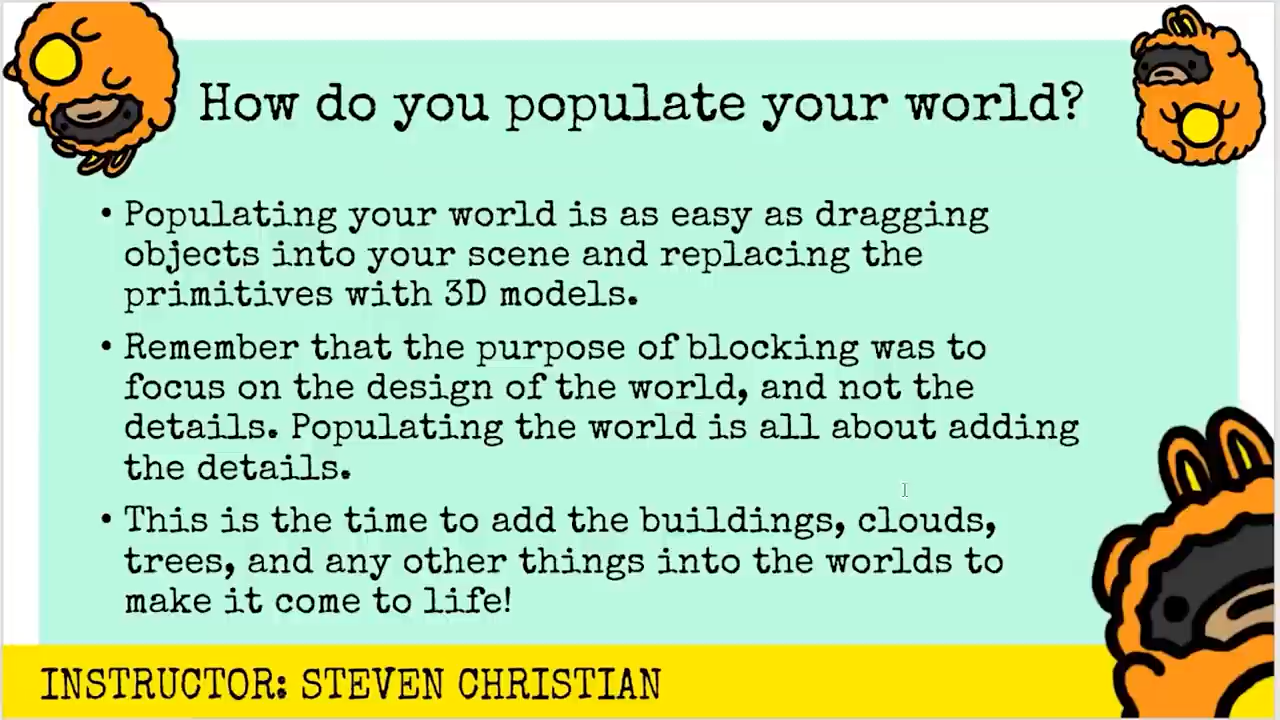 How do you populate your world?
• Populating your world is as easy as dragging
objects into your scene and replacing the
primitives with 3D models.
• Remember that the purpose of blocking was to
focus on the design of the world, and not the
details. Populating the world is all about adding
the details.
• This is the time to add the buildings, clouds,
trees, and any other things into the worlds to
make it come to life!
INSTRUCTOR: STEVEN CHRISTIAN